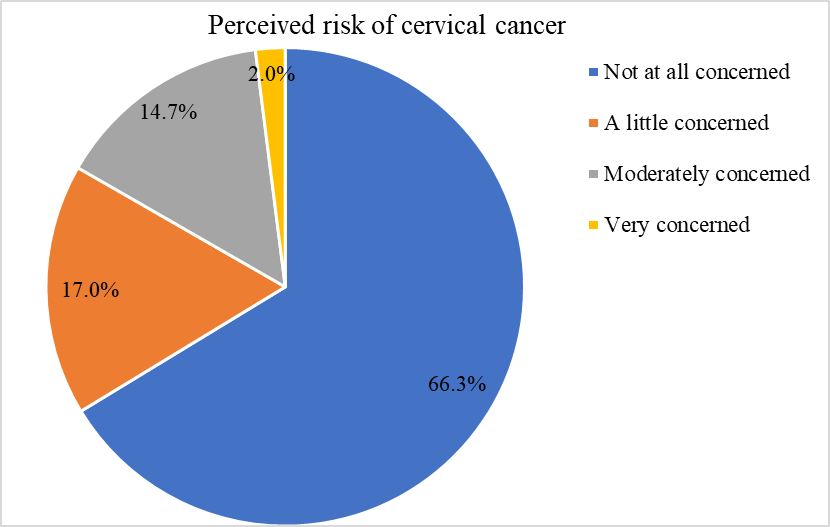 Perceived risk of cervical cancer
2.0%
14.7%
17.0%
66.3%
Not at all concerned
A little concerned
Moderately concerned
Very concerned